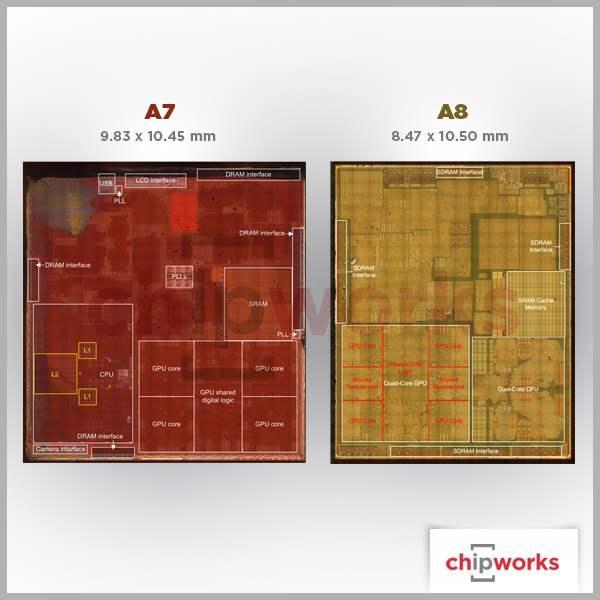 A7
9.83 x 10.45 mm
USB
LCD interface
DRAM interface
PLL
DRAM interface
DRAM interface
PLLs
SRAM
PLL
L1
L2
CPU
L1
GPU core
GPU core
GPU shared
digital logic
GPU core
GPU core
DRAM interface
Camera interface
A8
8.47 x 10.50 mm
SDRAM Interface
SDRAM
Interface
SDRAM
Interface
SRAM Cache
Memory
GPU Core
Shared GPU
Logic
GPU Core
Shared
Texture Unit
Quad-Core GPU
Shared
Texture Unit
Dual-Core CPU
GPU Core
GPU Core
SDRAM Interface
chipworks
chipworks